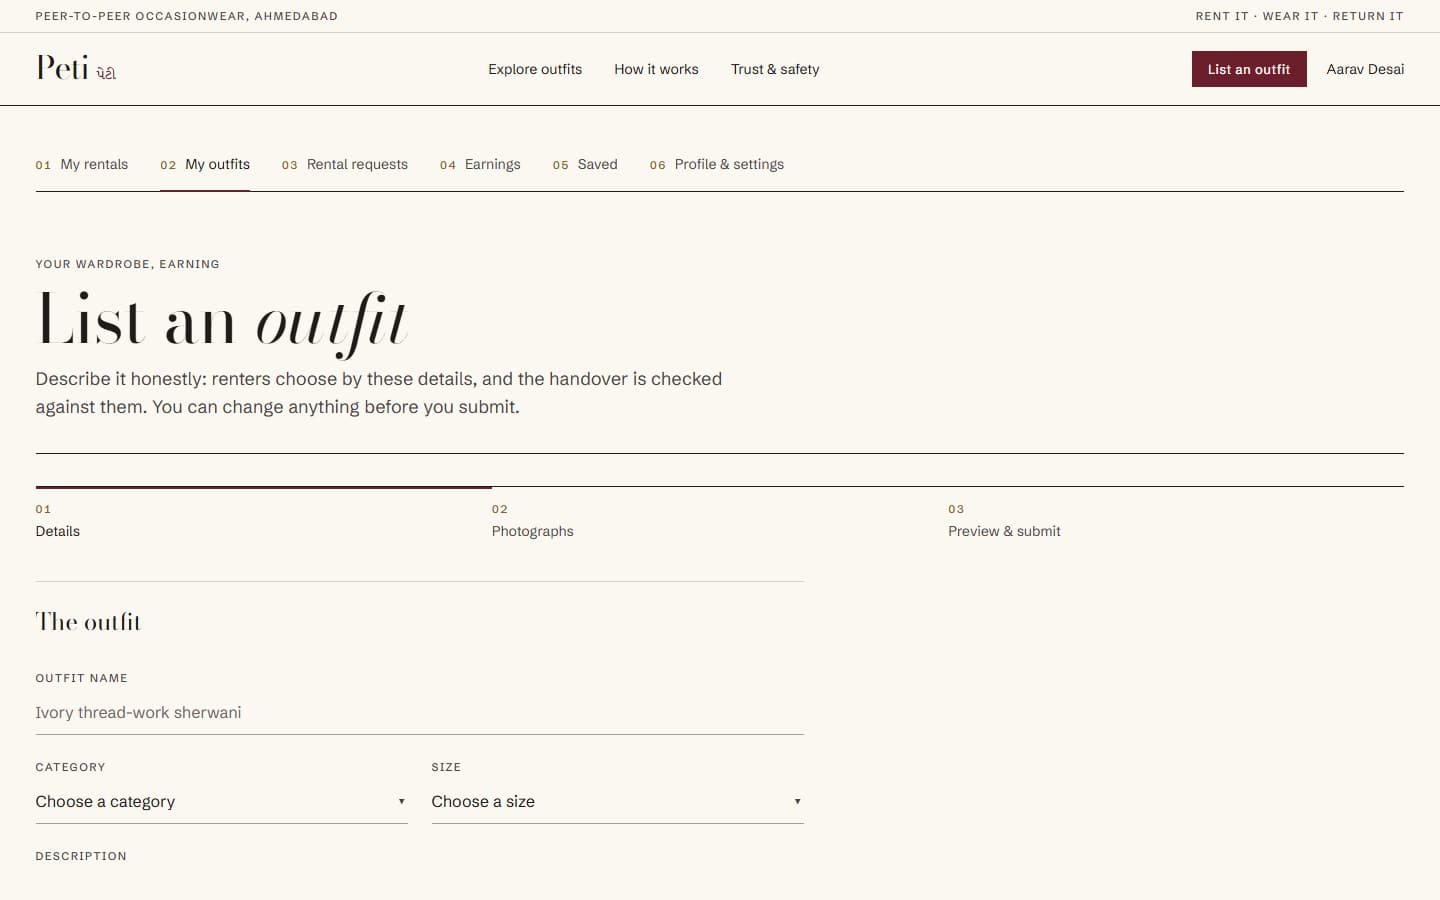 PEER-TO-PEER OCCASIONWEAR, AHMEDABAD
RENT IT · WEAR IT · RETURN IT
Peti પેટી
Explore outfits
How it works
Trust & safety
List an outfit
Aarav Desai
01 My rentals
02 My outfits
03 Rental requests
04 Earnings
05 Saved
06 Profile & settings
YOUR WARDROBE, EARNING
List an outfit
Describe it honestly: renters choose by these details, and the handover is checked
against them. You can change anything before you submit.
01
Details
02
Photographs
03
Preview & submit
The outfit
OUTFIT NAME
Ivory thread-work sherwani
CATEGORY
Choose a category
SIZE
Choose a size
DESCRIPTION